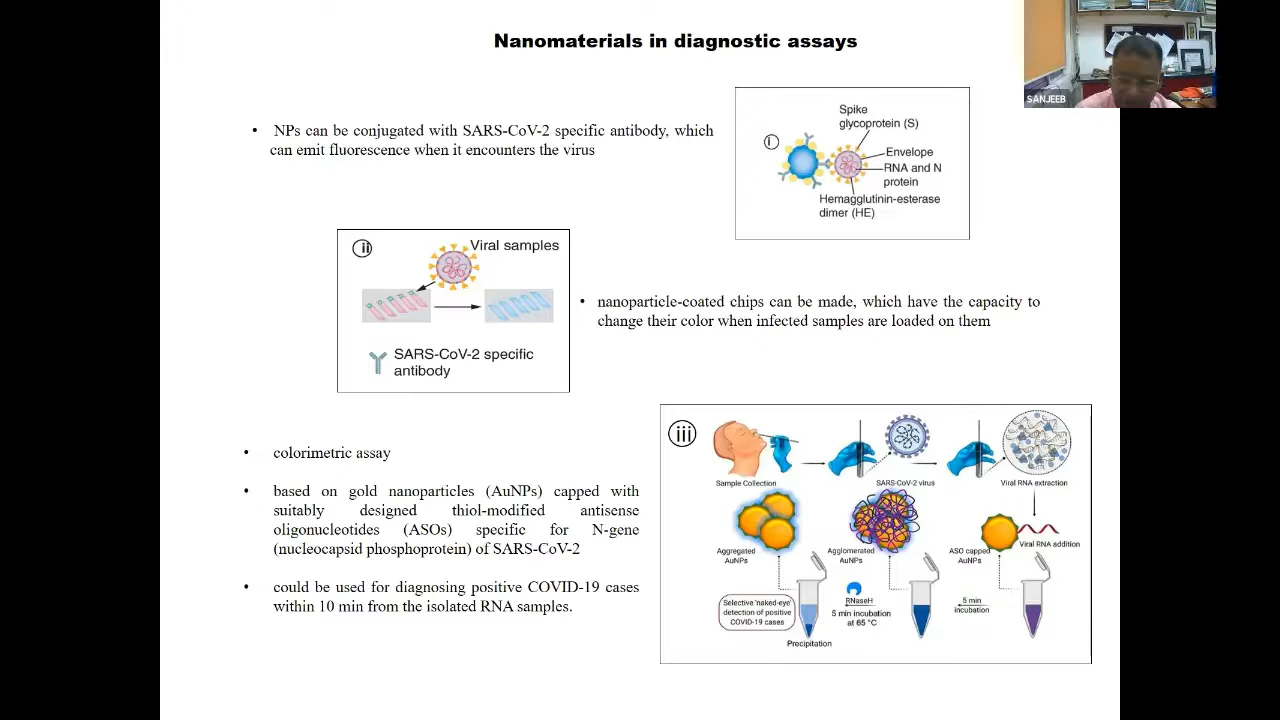 Nanomaterials in diagnostic assays
SANJEEB
• NPs can be conjugated with SARS-CoV-2 specific antibody, which
can emit fluorescence when it encounters the virus
i
Spike
glycoprotein (S)
Envelope
RNA and N
protein
Hemagglutinin-esterase
dimer (HE)
ii
Viral samples
SARS-CoV-2 specific
antibody
• nanoparticle-coated chips can be made, which have the capacity to
change their color when infected samples are loaded on them
• colorimetric assay
• based on gold nanoparticles (AuNPs) capped with
suitably designed thiol-modified antisense
oligonucleotides (ASOs) specific for N-gene
(nucleocapsid phosphoprotein) of SARS-CoV-2
• could be used for diagnosing positive COVID-19 cases
within 10 min from the isolated RNA samples.
iii
Sample Collection
SARS-CoV-2 virus
Viral RNA extraction
Viral RNA addition
Aggregated
AuNPs
Agglomerated
AuNPs
ASO capped
AuNPs
Selective 'naked-eye'
detection of positive
COVID-19 cases
RNaseH
5 min incubation
at 65 °C
5 min
incubation
Precipitation